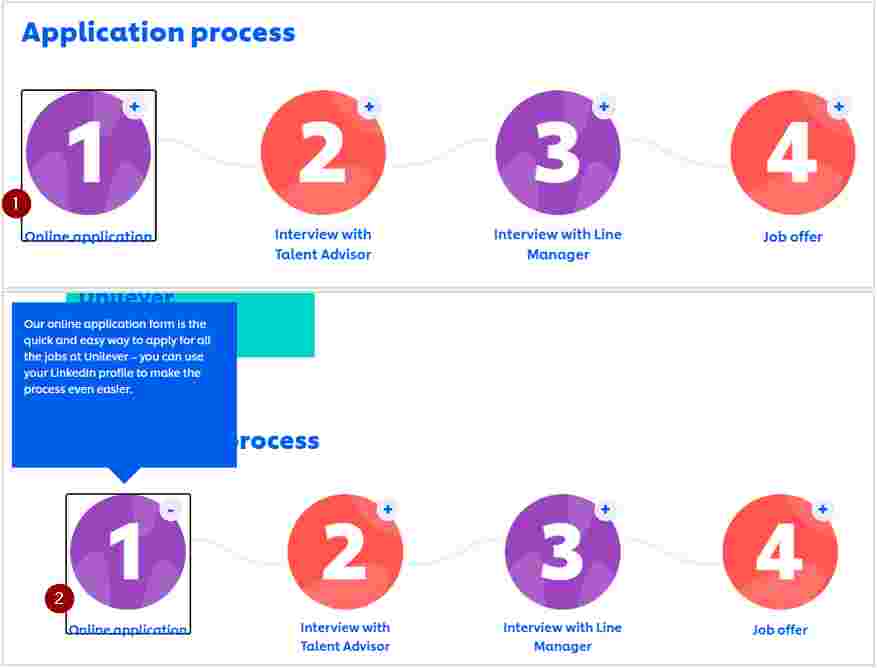 Application process
+
+
+
+
1
2
3
4
1
Online application
Interview with
Talent Advisor
Interview with Line
Manager
Job offer
Unilever
Our online application form is the
quick and easy way to apply for all
the jobs at Unilever – you can use
your LinkedIn profile to make the
process even easier.
process
-
+
+
+
1
2
3
4
2
Online application
Interview with
Talent Advisor
Interview with Line
Manager
Job offer